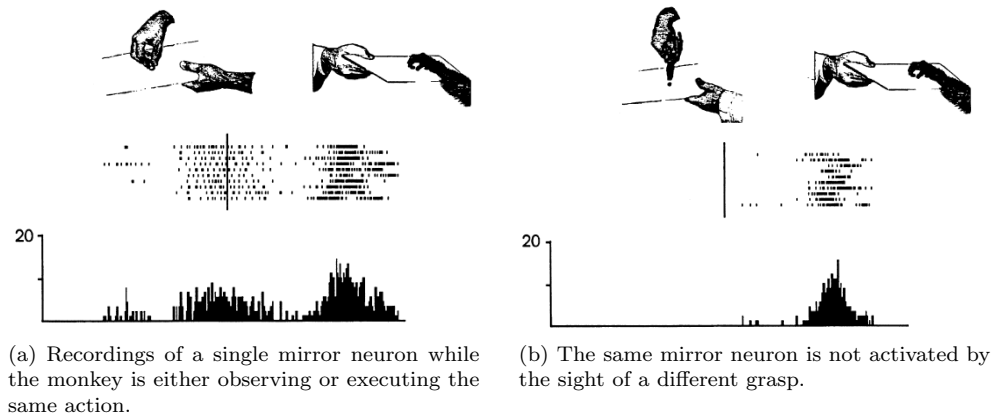 20
20
(a) Recordings of a single mirror neuron while
the monkey is either observing or executing the
same action.
(b) The same mirror neuron is not activated by
the sight of a different grasp.